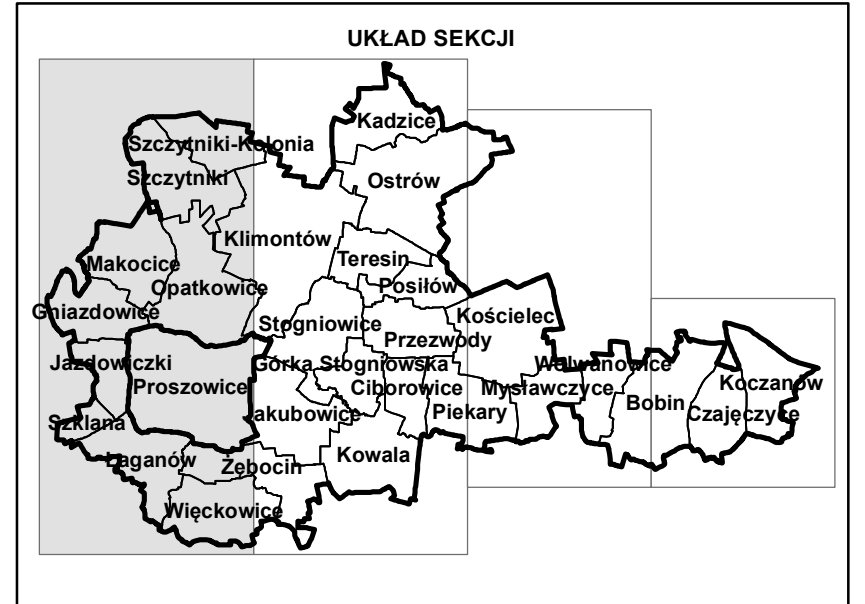 UKŁAD SEKCJI
Kadzice
Szczytniki-Kolonia
Szczytniki
Ostrów
Klimontów
Makocice
Teresin
Opatkowice
Posiłów
Gniazdowice
Kościelec
Stogniowice
Przezwody
Jazdowiczki
Górka Stogniowska
Wolwanowice
Proszowice
Ciborowice
Mysławczyce
Koczanów
Bobin
Jakubowice
Piekary
Czajęczyce
Szklana
Kowala
Łaganów
Żębocin
Więckowice